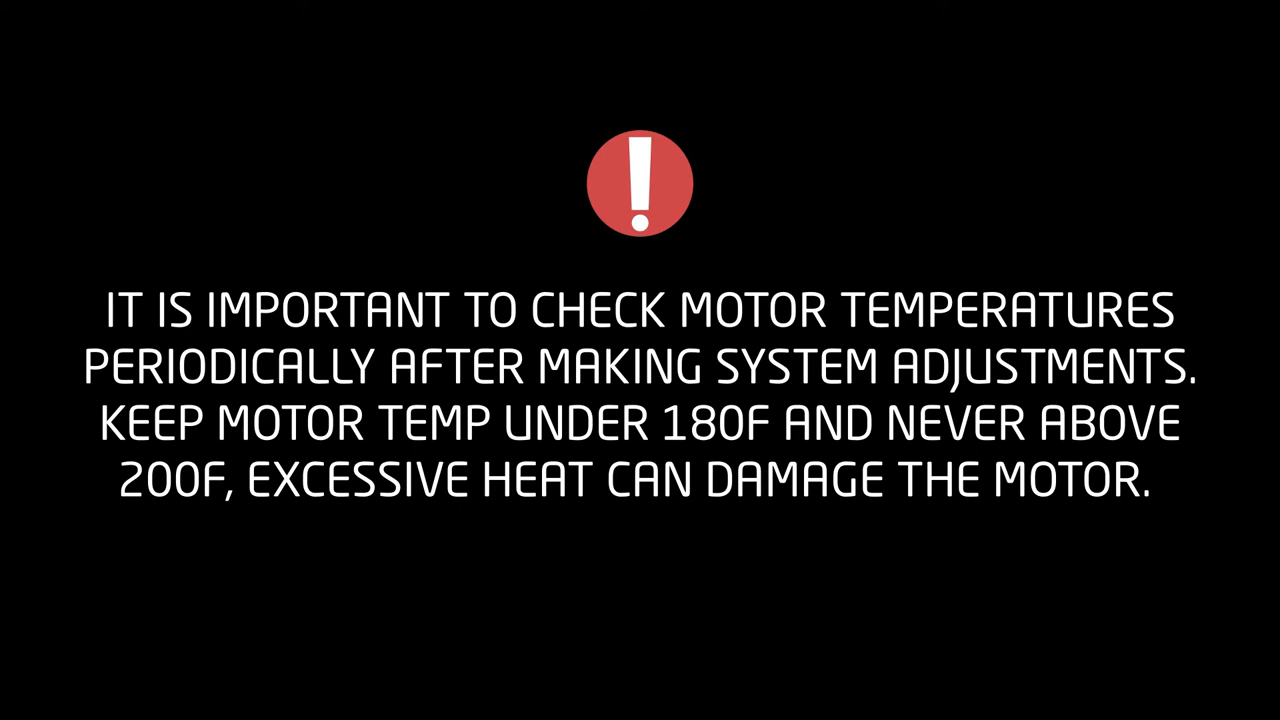 !
IT IS IMPORTANT TO CHECK MOTOR TEMPERATURES
PERIODICALLY AFTER MAKING SYSTEM ADJUSTMENTS.
KEEP MOTOR TEMP UNDER 180F AND NEVER ABOVE
200F, EXCESSIVE HEAT CAN DAMAGE THE MOTOR.